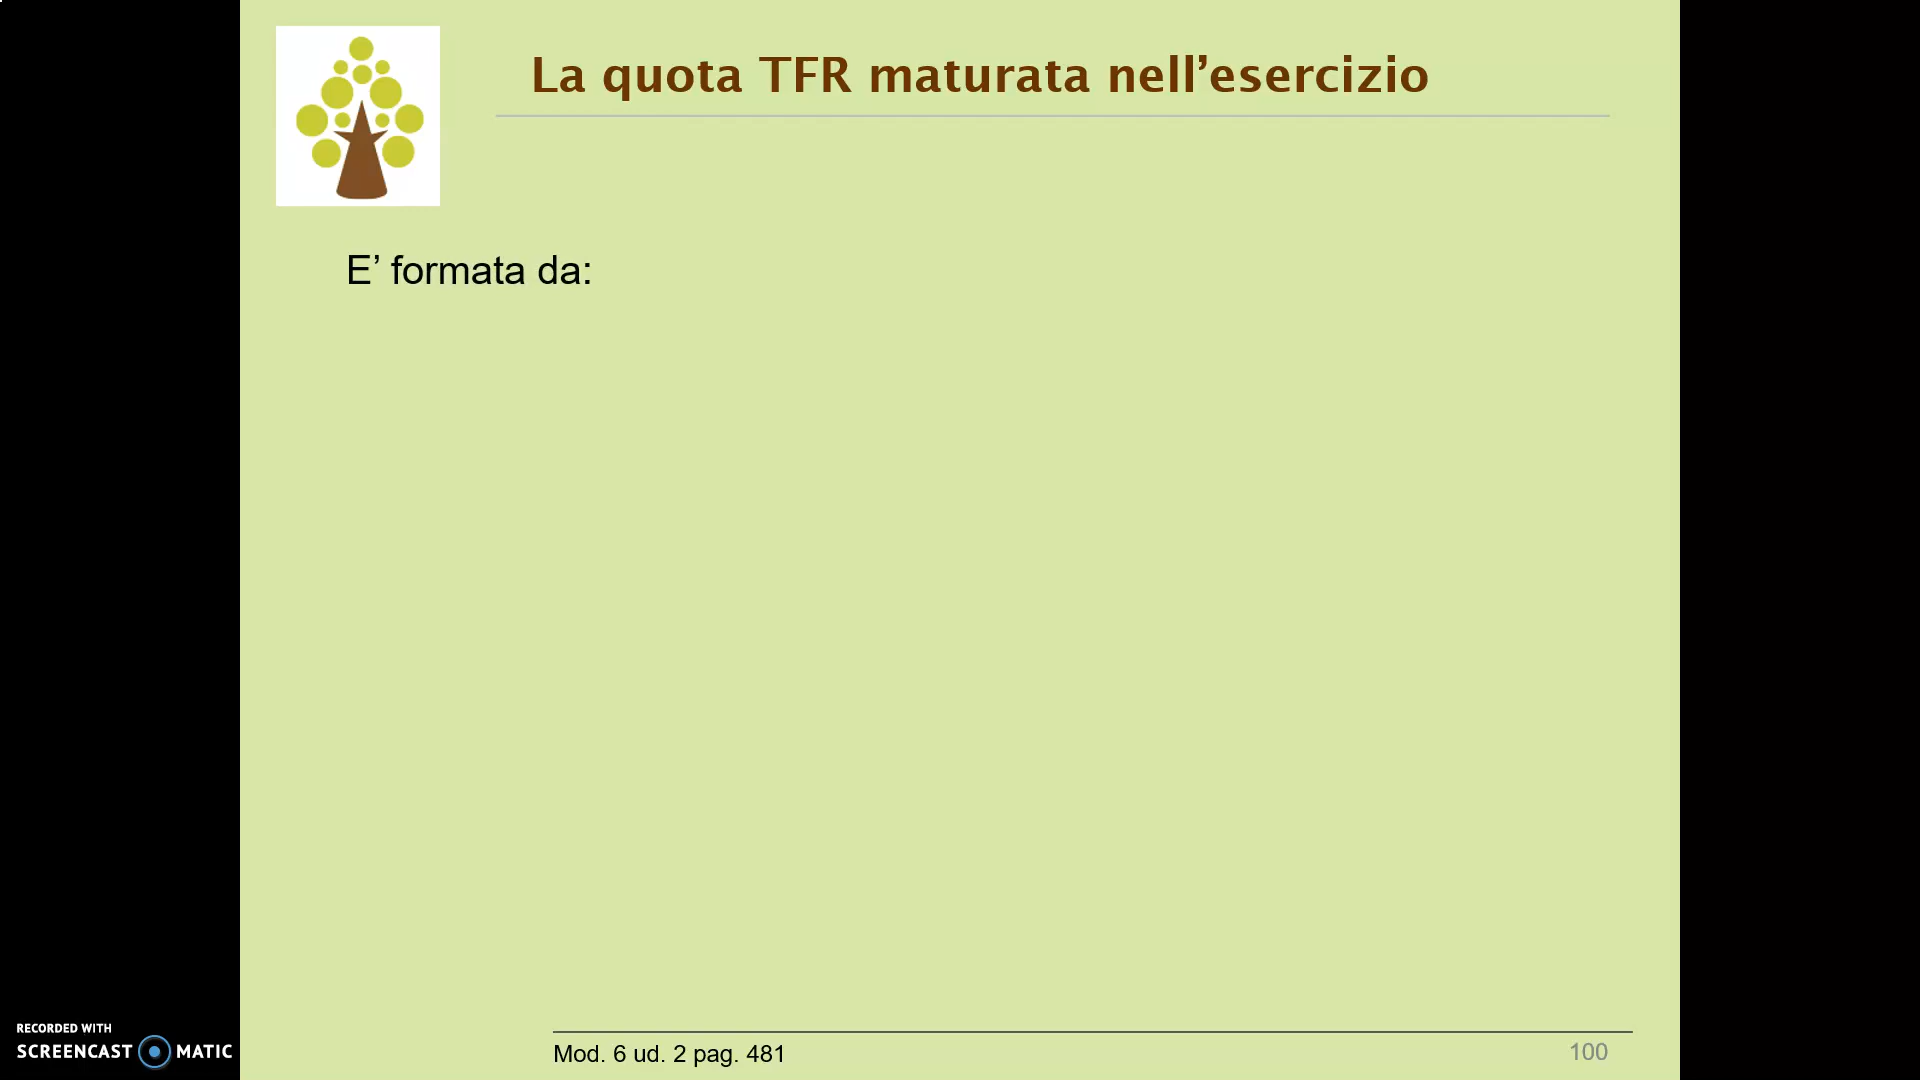 La quota TFR maturata nell’esercizio
E’ formata da:
Mod. 6 ud. 2 pag. 481
100
RECORDED WITH
SCREENCAST MATIC